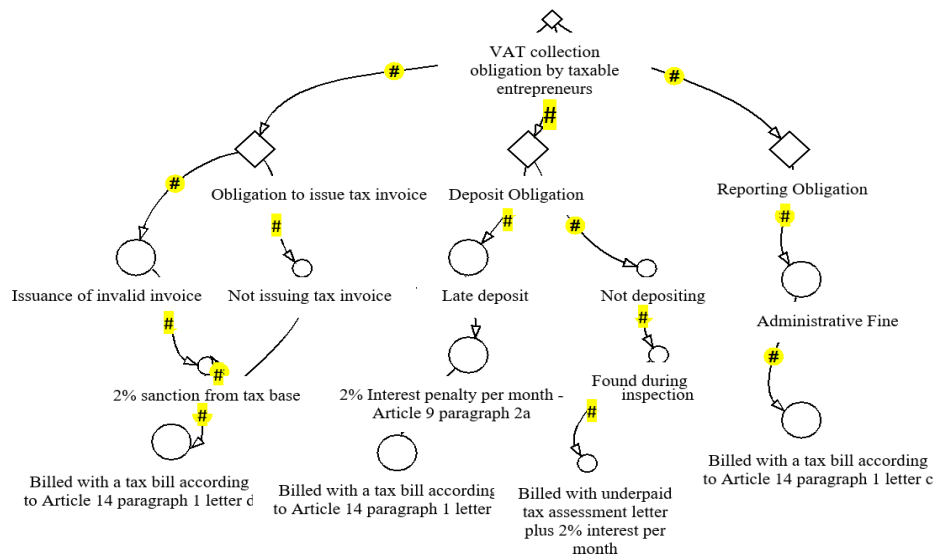 VAT collection
obligation by taxable
entrepreneurs
#
#
#
#
Obligation to issue tax invoice
Deposit Obligation
Reporting Obligation
#
#
#
#
Issuance of invalid invoice
Not issuing tax invoice
Late deposit
Not depositing
Administrative Fine
#
#
#
#
2% sanction from tax base
2% Interest penalty per month -
Article 9 paragraph 2a
Found during
inspection
#
#
Billed with a tax bill according
to Article 14 paragraph 1 letter d
Billed with a tax bill according
to Article 14 paragraph 1 letter
Billed with underpaid
tax assessment letter
plus 2% interest per
month
Billed with a tax bill according
to Article 14 paragraph 1 letter c